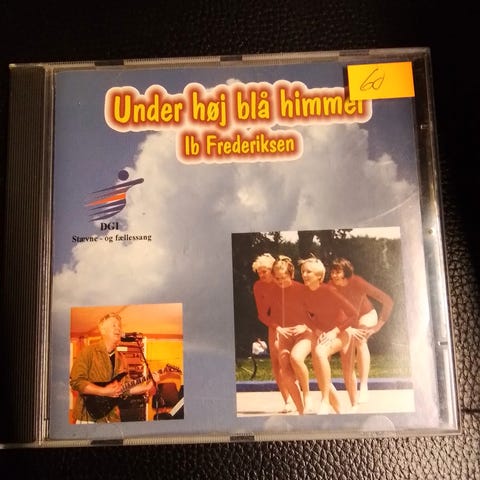 Under høj blå himmel
Ib Frederiksen
60
DGI
Stævne - og fællessang